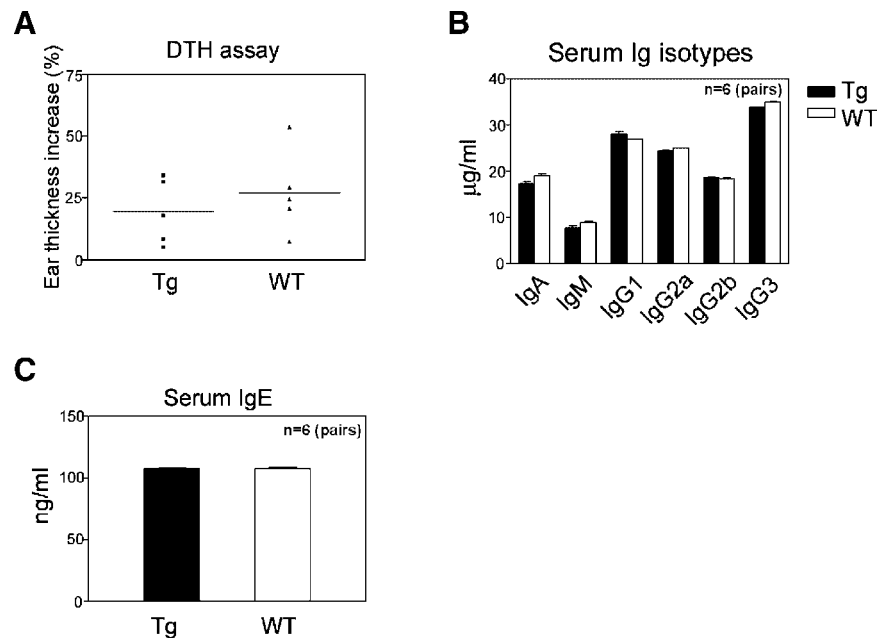 A
DTH assay
Ear thickness increase (%)
75
50
25
0
Tg
WT
B
Serum Ig isotypes
n=6 (pairs)
Tg
WT
µg/ml
40
30
20
10
0
IgA
IgM
IgG1
IgG2a
IgG2b
IgG3
C
Serum IgE
n=6 (pairs)
ng/ml
150
100
50
0
Tg
WT